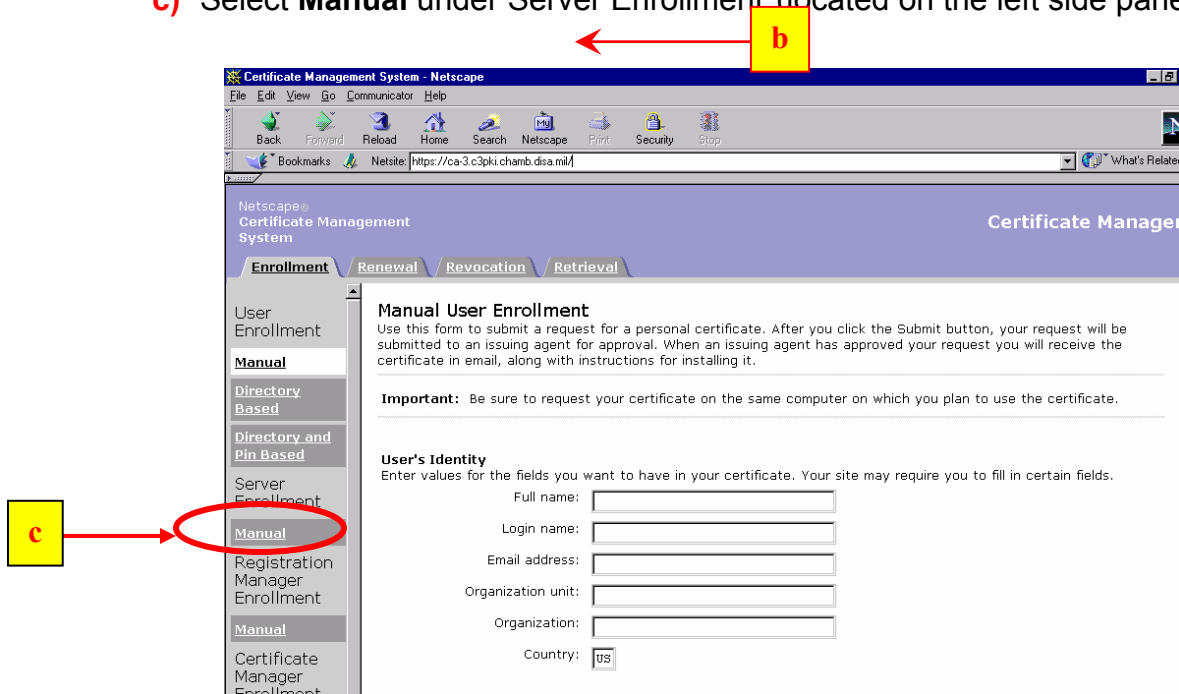 c) Select Manual under Server Enrollment (located on the left side pane
b
Certificate Management System - Netscape
File Edit View Go Communicator Help
Back Forward Reload Home Search Netscape Print Security Stop
My
N
Bookmarks Netsite: https://ca-3.c3pki.chamb.disa.mil/ What's Related
Netscape®
Certificate Management
System
Certificate Manager
Enrollment Renewal Revocation Retrieval
User
Enrollment
Manual
Directory
Based
Directory and
Pin Based
Server
Enrollment
c
Manual
Registration
Manager
Enrollment
Manual
Certificate
Manager
Enrollment
Manual User Enrollment
Use this form to submit a request for a personal certificate. After you click the Submit button, your request will be
submitted to an issuing agent for approval. When an issuing agent has approved your request you will receive the
certificate in email, along with instructions for installing it.
Important: Be sure to request your certificate on the same computer on which you plan to use the certificate.
User's Identity
Enter values for the fields you want to have in your certificate. Your site may require you to fill in certain fields.
Full name:
Login name:
Email address:
Organization unit:
Organization:
Country: US